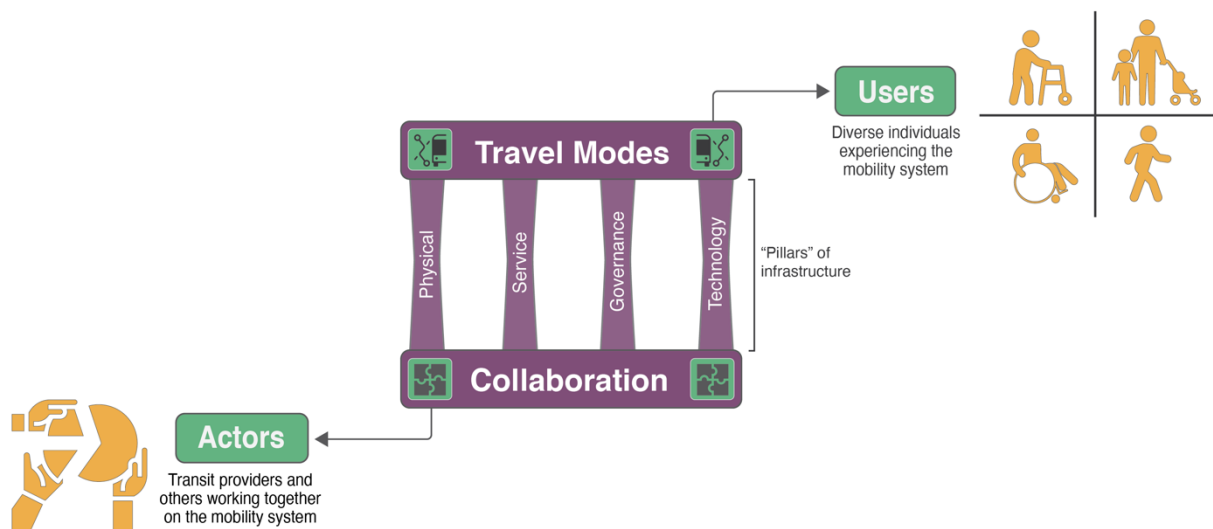 Users
Diverse individuals
experiencing the
mobility system
Travel Modes
Physical
Service
Governance
Technology
“Pillars” of
infrastructure
Collaboration
Actors
Transit providers and
others working together
on the mobility system